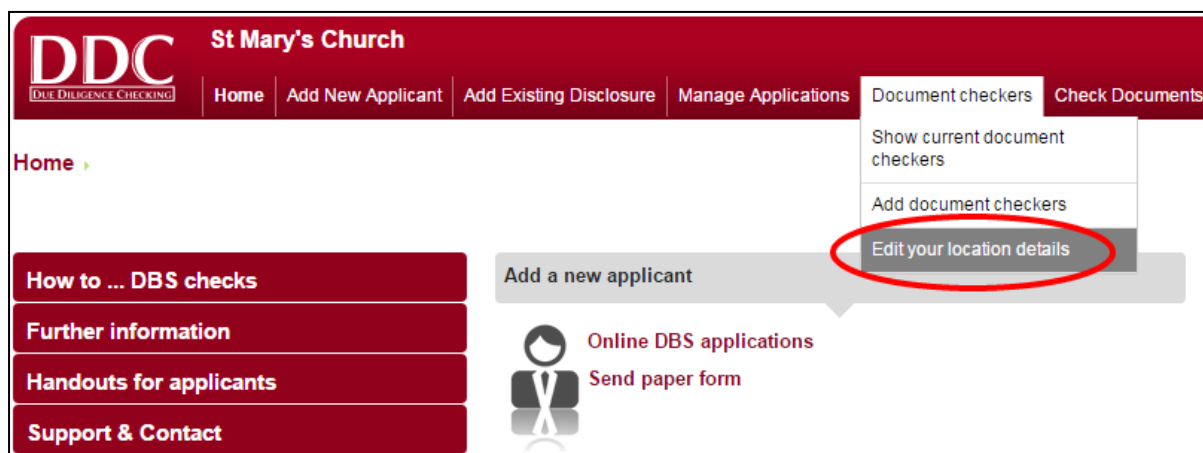 DDC
DUE DILIGENCE CHECKING
St Mary's Church
Home
Add New Applicant
Add Existing Disclosure
Manage Applications
Document checkers
Check Documents
Show current document
checkers
Add document checkers
Edit your location details
Home
How to ... DBS checks
Further information
Handouts for applicants
Support & Contact
Add a new applicant
Online DBS applications
Send paper form